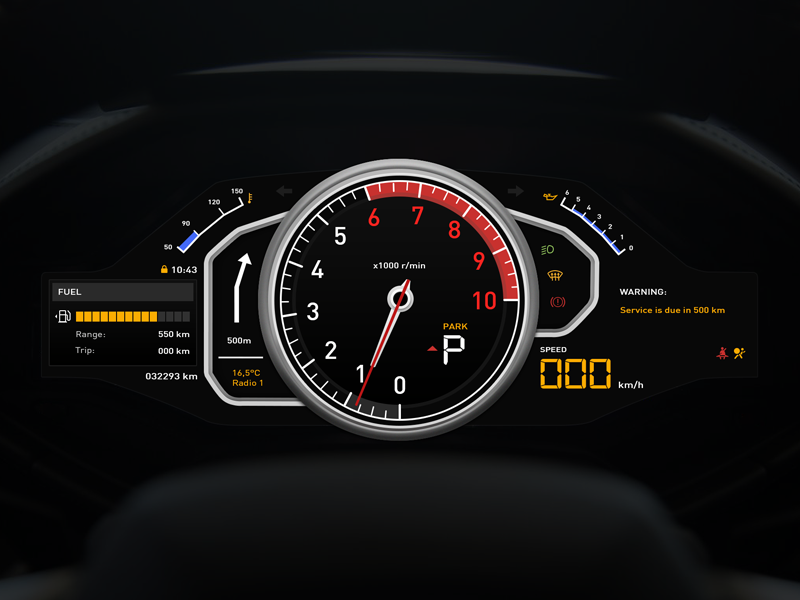 150
120
90
50
10:43
FUEL
Range: 550 km
Trip: 000 km
032293 km
500m
16,5°C
Radio 1
0
1
2
3
4
5
6
7
8
9
10
x1000 r/min
PARK
P
6
5
4
3
2
1
0
WARNING:
Service is due in 500 km
SPEED
000 km/h